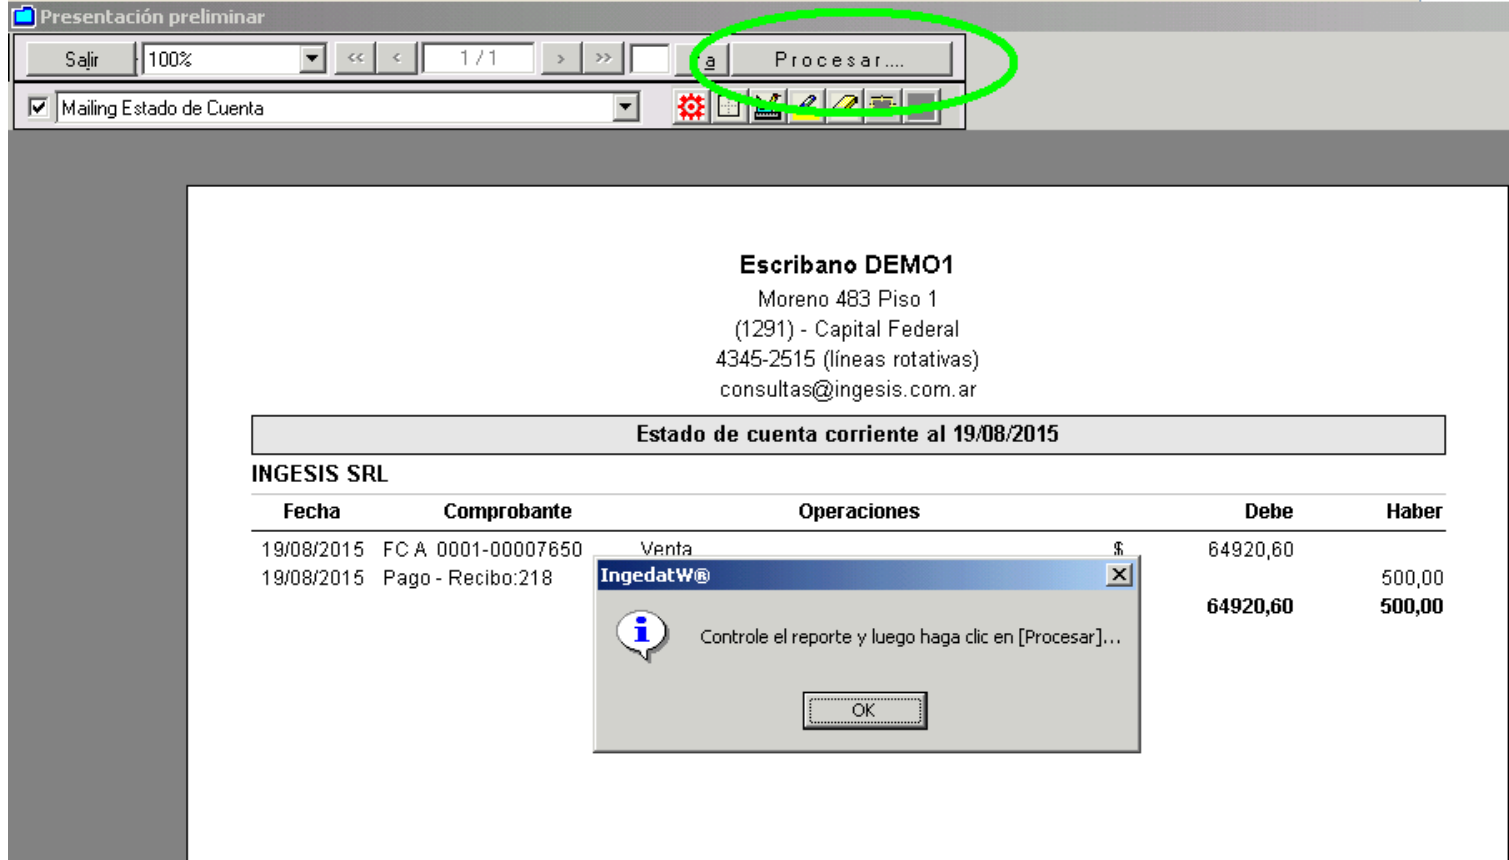 Presentación preliminar
Salir 100% << < 1 / 1 > >> a Procesar....
Mailing Estado de Cuenta
Escribano DEMO1
Moreno 483 Piso 1
(1291) - Capital Federal
4345-2515 (líneas rotativas)
consultas@ingesis.com.ar
Estado de cuenta corriente al 19/08/2015
INGESIS SRL
Fecha Comprobante Operaciones Debe Haber
19/08/2015 FC A 0001-00007650 Venta $ 64920,60
19/08/2015 Pago - Recibo:218 500,00
64920,60 500,00
IngedatW®
Controle el reporte y luego haga clic en [Procesar]...
OK